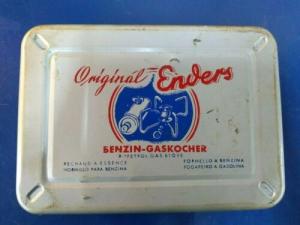 Original Enders
BENZIN-GASKOCHER
PETROL GAS STOVE
RECHAUD A ESSENCE
HORNILLO PARA BENZINA
FORNELLO A BENZINA
FOGAREIRO A GASOLINA